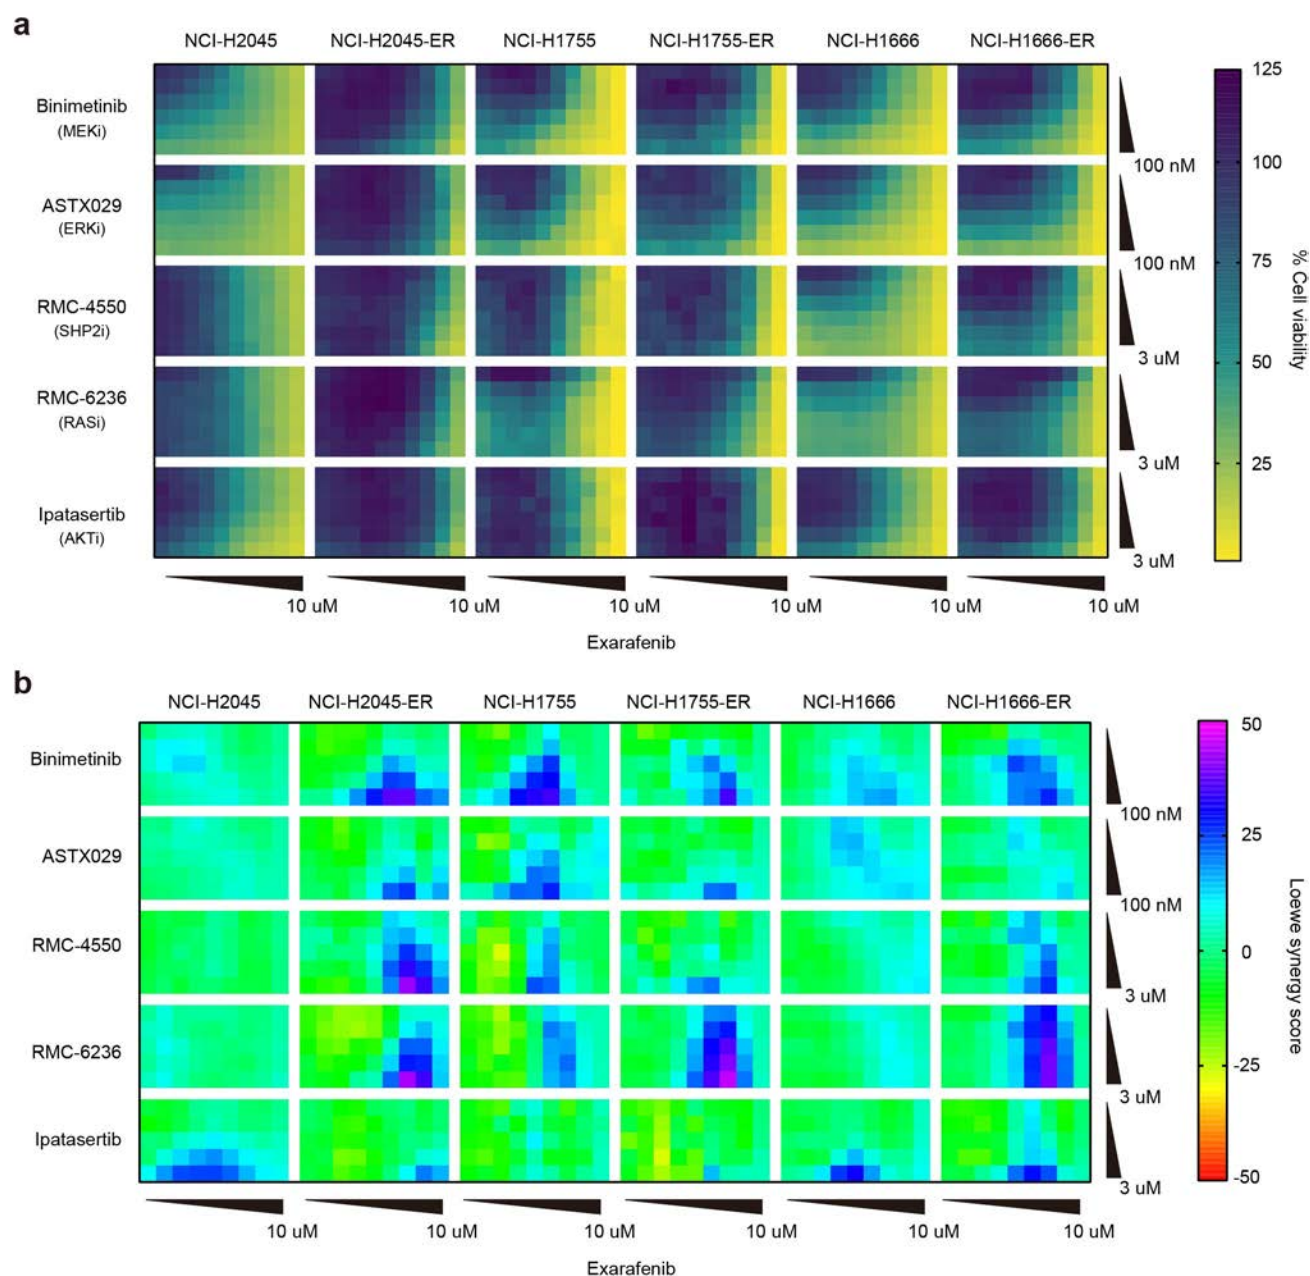 a
NCI-H2045 NCI-H2045-ER NCI-H1755 NCI-H1755-ER NCI-H1666 NCI-H1666-ER
Binimetinib
(MEKi)
100 nM
ASTX029
(ERKi)
100 nM
RMC-4550
(SHP2i)
3 uM
RMC-6236
(RASi)
3 uM
Ipatasertib
(AKTi)
3 uM
125
100
75
50
25
% Cell viability
10 uM 10 uM 10 uM 10 uM 10 uM 10 uM
Exarafenib
b
NCI-H2045 NCI-H2045-ER NCI-H1755 NCI-H1755-ER NCI-H1666 NCI-H1666-ER
Binimetinib
100 nM
ASTX029
100 nM
RMC-4550
3 uM
RMC-6236
3 uM
Ipatasertib
3 uM
50
25
0
-25
-50
Loewe synergy score
10 uM 10 uM 10 uM 10 uM 10 uM 10 uM
Exarafenib